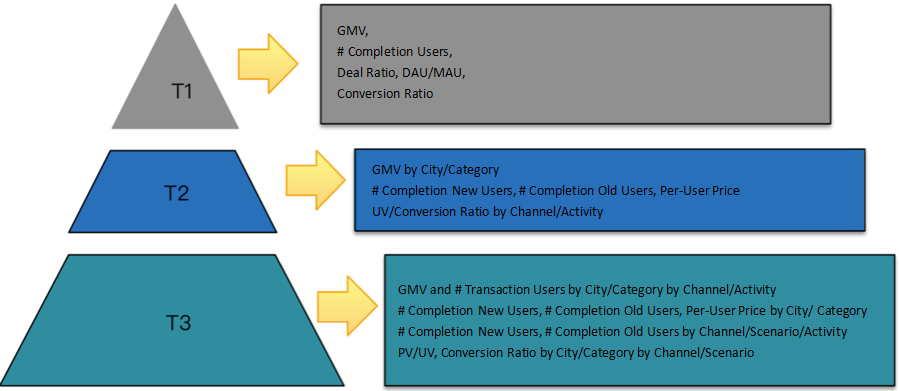 T1
GMV,
# Completion Users,
Deal Ratio, DAU/MAU,
Conversion Ratio
T2
GMV by City/Category
# Completion New Users, # Completion Old Users, Per-User Price
UV/Conversion Ratio by Channel/Activity
T3
GMV and # Transaction Users by City/Category by Channel/Activity
# Completion New Users, # Completion Old Users, Per-User Price by City/ Category
# Completion New Users, # Completion Old Users by Channel/Scenario/Activity
PV/UV, Conversion Ratio by City/Category by Channel/Scenario